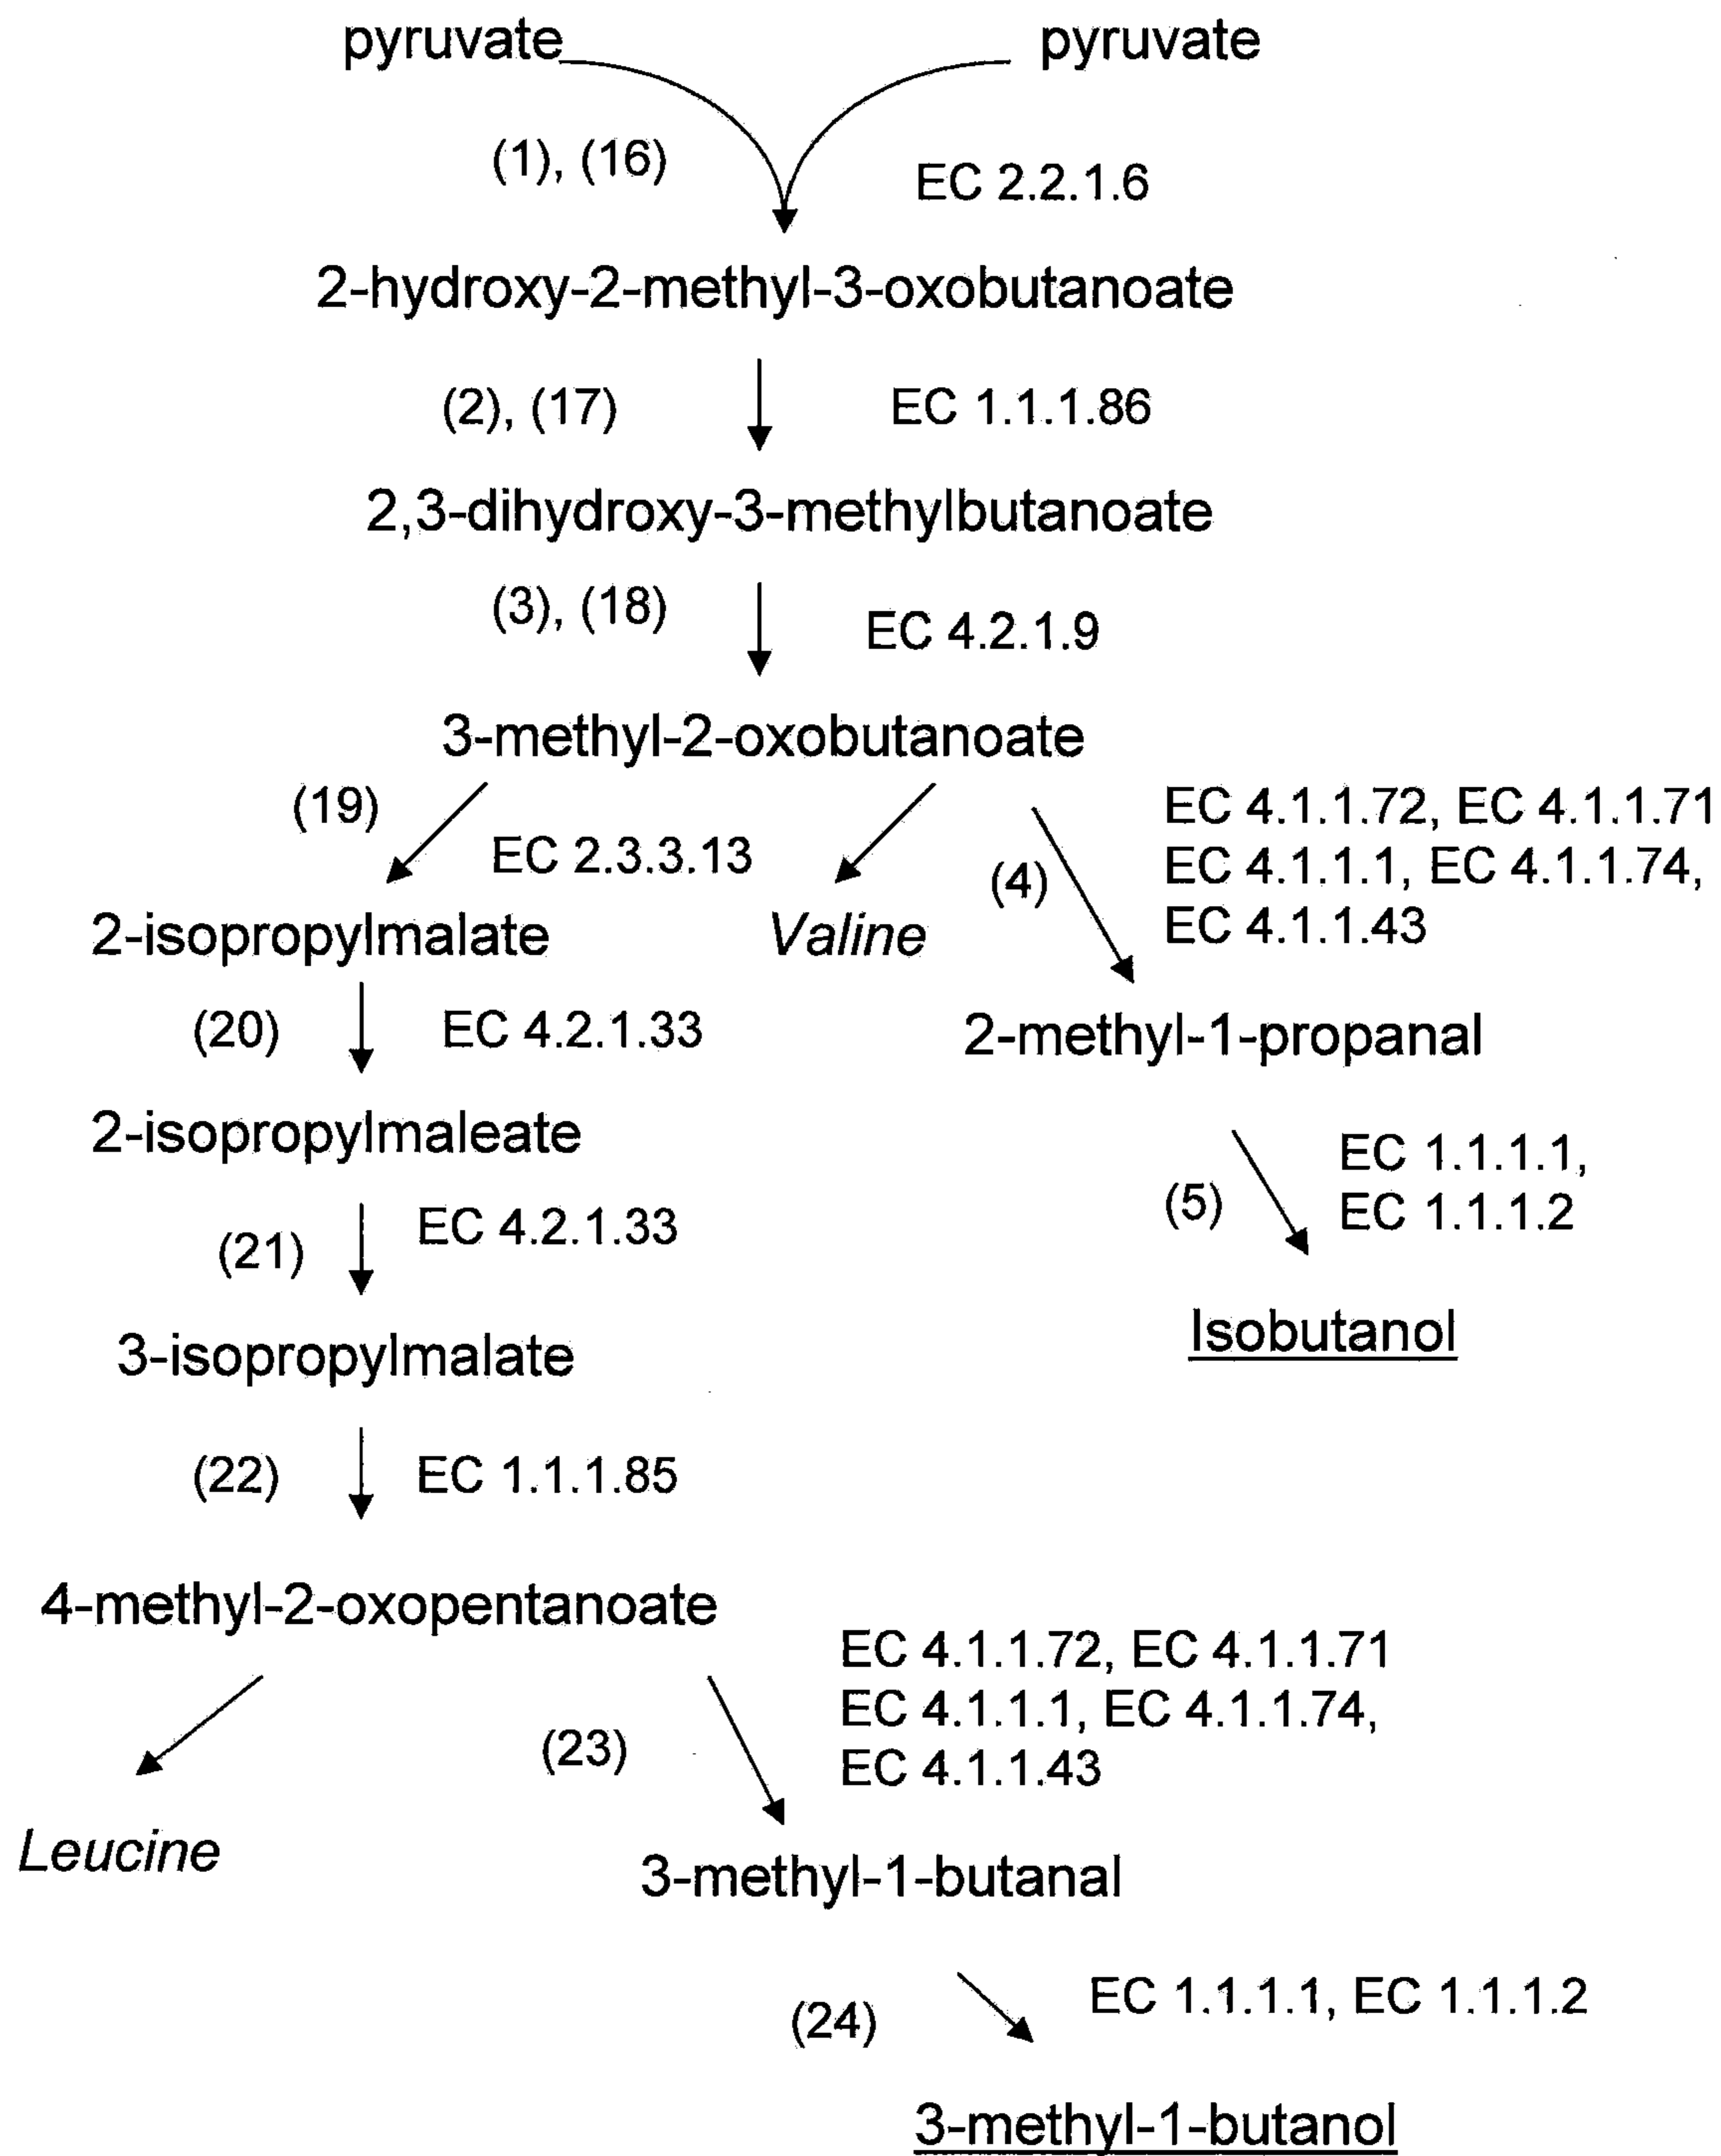 pyruvate pyruvate
(1), (16) EC 2.2.1.6
2-hydroxy-2-methyl-3-oxobutanoate
(2), (17) EC 1.1.1.86
2,3-dihydroxy-3-methylbutanoate
(3), (18) EC 4.2.1.9
3-methyl-2-oxobutanoate
(19) EC 2.3.3.13
(4) EC 4.1.1.72, EC 4.1.1.71
EC 4.1.1.1, EC 4.1.1.74,
EC 4.1.1.43
2-isopropylmalate Valine
(20) EC 4.2.1.33
2-methyl-1-propanal
2-isopropylmaleate
(5) EC 1.1.1.1,
EC 1.1.1.2
(21) EC 4.2.1.33
Isobutanol
3-isopropylmalate
(22) EC 1.1.1.85
4-methyl-2-oxopentanoate
(23) EC 4.1.1.72, EC 4.1.1.71
EC 4.1.1.1, EC 4.1.1.74,
EC 4.1.1.43
Leucine
3-methyl-1-butanal
(24) EC 1.1.1.1, EC 1.1.1.2
3-methyl-1-butanol